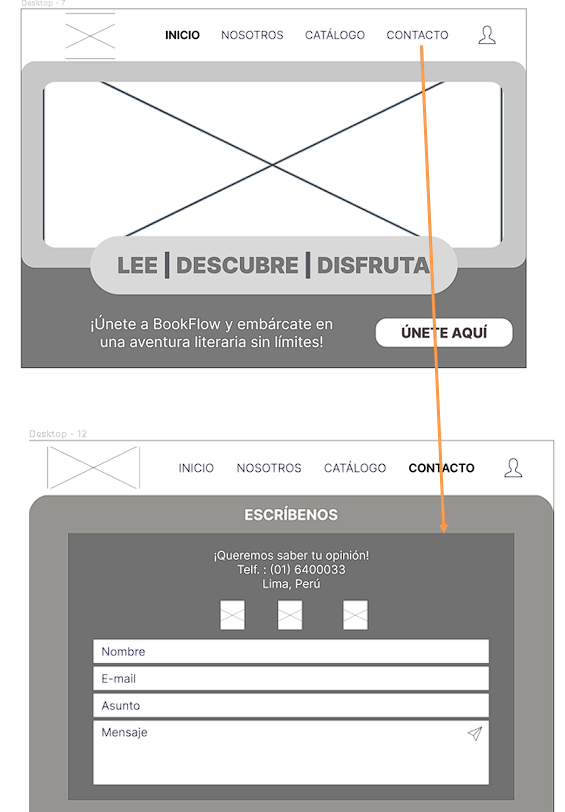 Desktop - 7
INICIO NOSOTROS CATÁLOGO CONTACTO
LEE | DESCUBRE | DISFRUTA
¡Únete a BookFlow y embárcate en
una aventura literaria sin límites!
ÚNETE AQUÍ
Desktop - 12
INICIO NOSOTROS CATÁLOGO CONTACTO
ESCRÍBENOS
¡Queremos saber tu opinión!
Telf. : (01) 6400033
Lima, Perú
Nombre
E-mail
Asunto
Mensaje